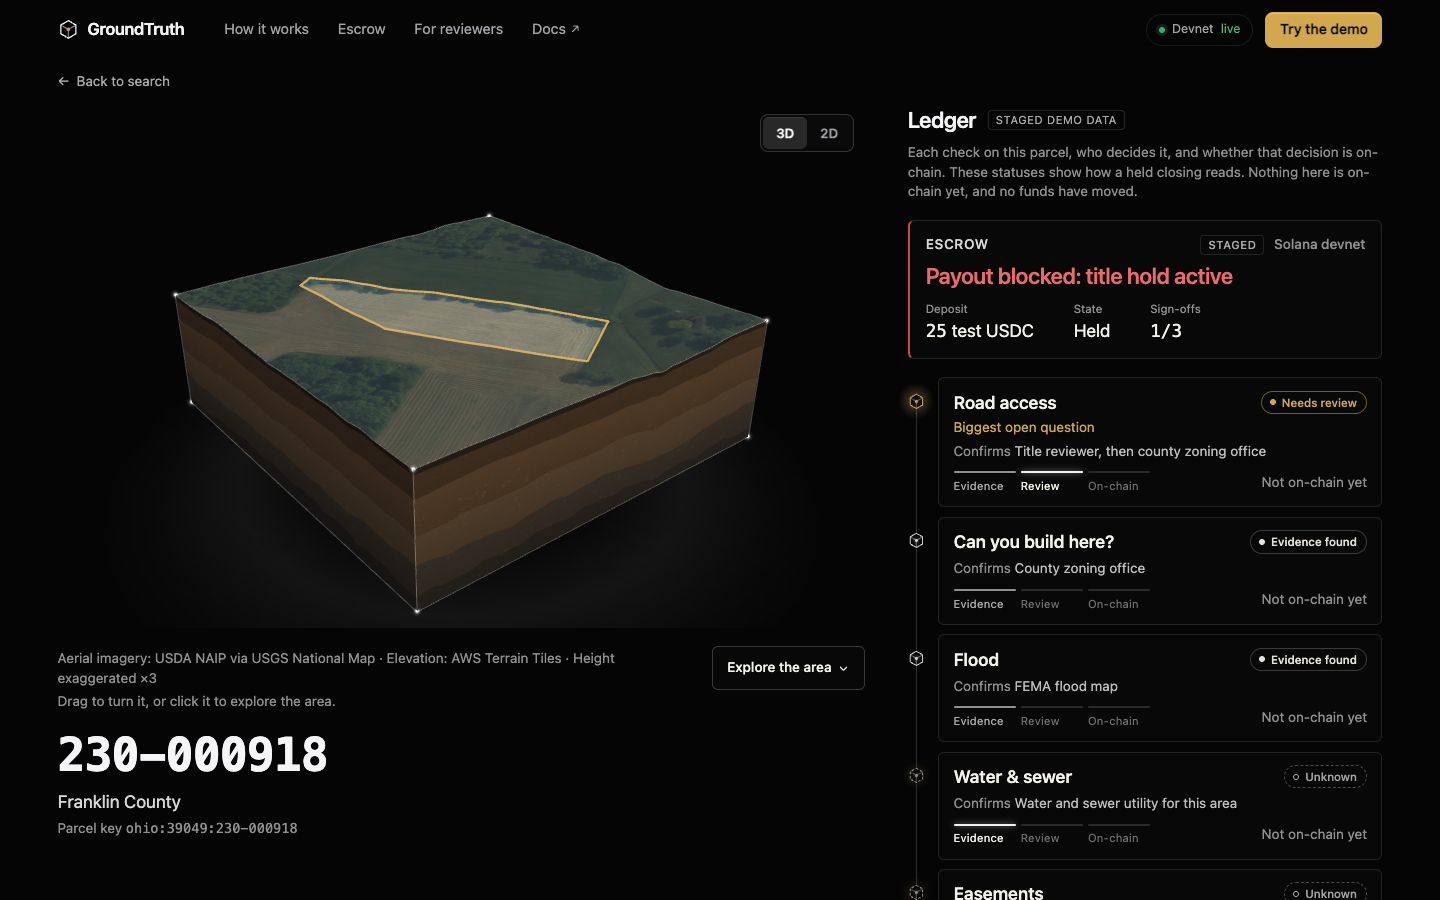 GroundTruth
How it works
Escrow
For reviewers
Docs ↗
Devnet live
Try the demo
← Back to search
3D
2D
Aerial imagery: USDA NAIP via USGS National Map · Elevation: AWS Terrain Tiles · Height
exaggerated ×3
Drag to turn it, or click it to explore the area.
Explore the area
230-000918
Franklin County
Parcel key ohio:39049:230-000918
Ledger
STAGED DEMO DATA
Each check on this parcel, who decides it, and whether that decision is on-
chain. These statuses show how a held closing reads. Nothing here is on-
chain yet, and no funds have moved.
ESCROW
STAGED
Solana devnet
Payout blocked: title hold active
Deposit
State
Sign-offs
25 test USDC
Held
1/3
Road access
Needs review
Biggest open question
Confirms Title reviewer, then county zoning office
Evidence
Review
On-chain
Not on-chain yet
Can you build here?
Evidence found
Confirms County zoning office
Evidence
Review
On-chain
Not on-chain yet
Flood
Evidence found
Confirms FEMA flood map
Evidence
Review
On-chain
Not on-chain yet
Water & sewer
Unknown
Confirms Water and sewer utility for this area
Evidence
Review
On-chain
Not on-chain yet
Easements
Unknown